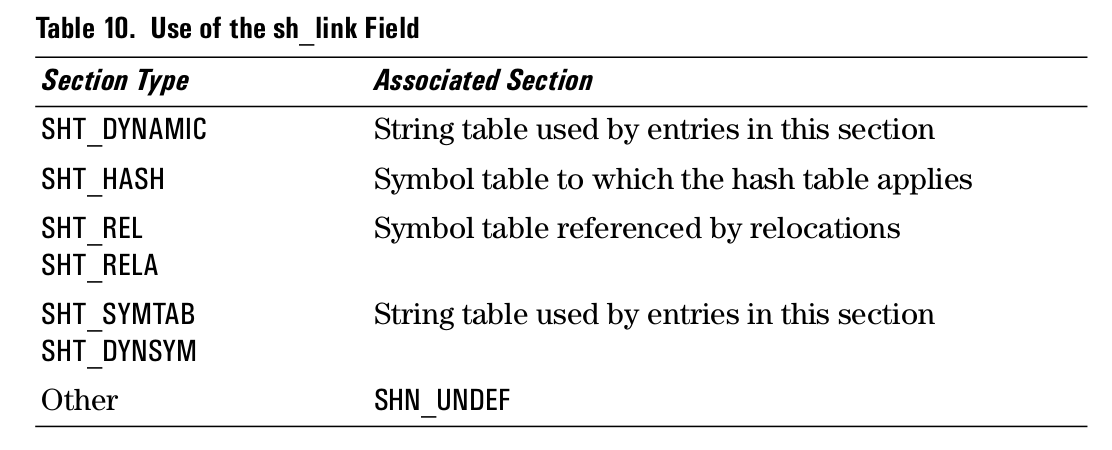 Table 10. Use of the sh_link Field
Section Type Associated Section
SHT_DYNAMIC String table used by entries in this section
SHT_HASH Symbol table to which the hash table applies
SHT_REL Symbol table referenced by relocations
SHT_RELA
SHT_SYMTAB String table used by entries in this section
SHT_DYNSYM
Other SHN_UNDEF